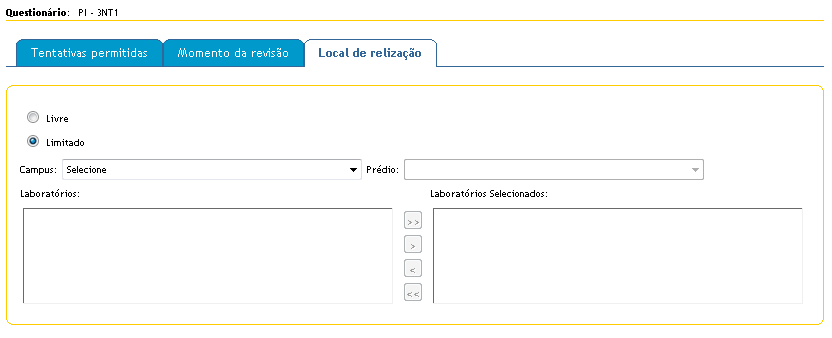 Questionário: PI - 3NT1
Tentativas permitidas Momento da revisão Local de relização
Livre
Limitado
Campus: Selecione Prédio:
Laboratórios: Laboratórios Selecionados:
>>
>
<
<<